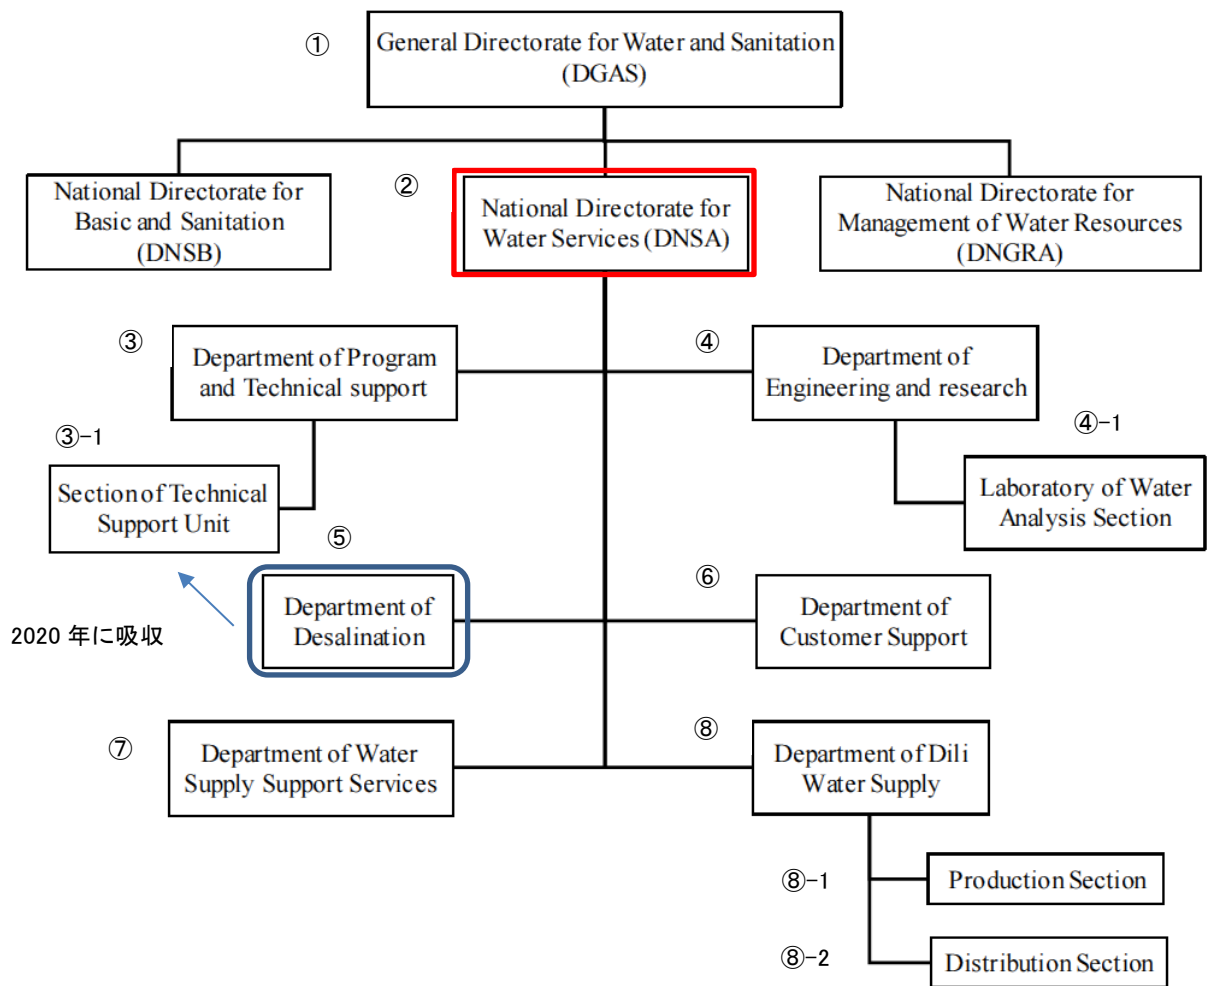 ①
General Directorate for Water and Sanitation
(DGAS)
National Directorate for
Basic and Sanitation
(DNSB)
②
National Directorate for
Water Services (DNSA)
National Directorate for
Management of Water Resources
(DNGRA)
③
Department of Program
and Technical support
④
Department of
Engineering and research
③-1
Section of Technical
Support Unit
④-1
Laboratory of Water
Analysis Section
⑤
Department of
Desalination
2020 年に吸収
⑥
Department of
Customer Support
⑦
Department of Water
Supply Support Services
⑧
Department of Dili
Water Supply
⑧-1
Production Section
⑧-2
Distribution Section